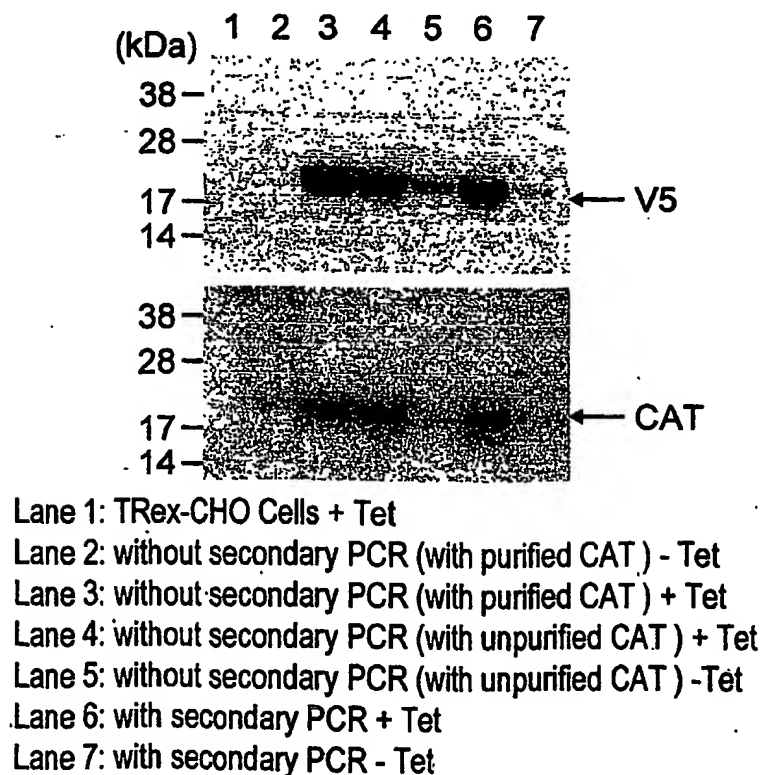 1 2 3 4 5 6 7
(kDa)
38
28
17
14
V5
38
28
17
14
CAT
Lane 1: TRex-CHO Cells + Tet
Lane 2: without secondary PCR (with purified CAT ) - Tet
Lane 3: without secondary PCR (with purified CAT ) + Tet
Lane 4: without secondary PCR (with unpurified CAT ) + Tet
Lane 5: without secondary PCR (with unpurified CAT ) -Tet
Lane 6: with secondary PCR + Tet
Lane 7: with secondary PCR - Tet